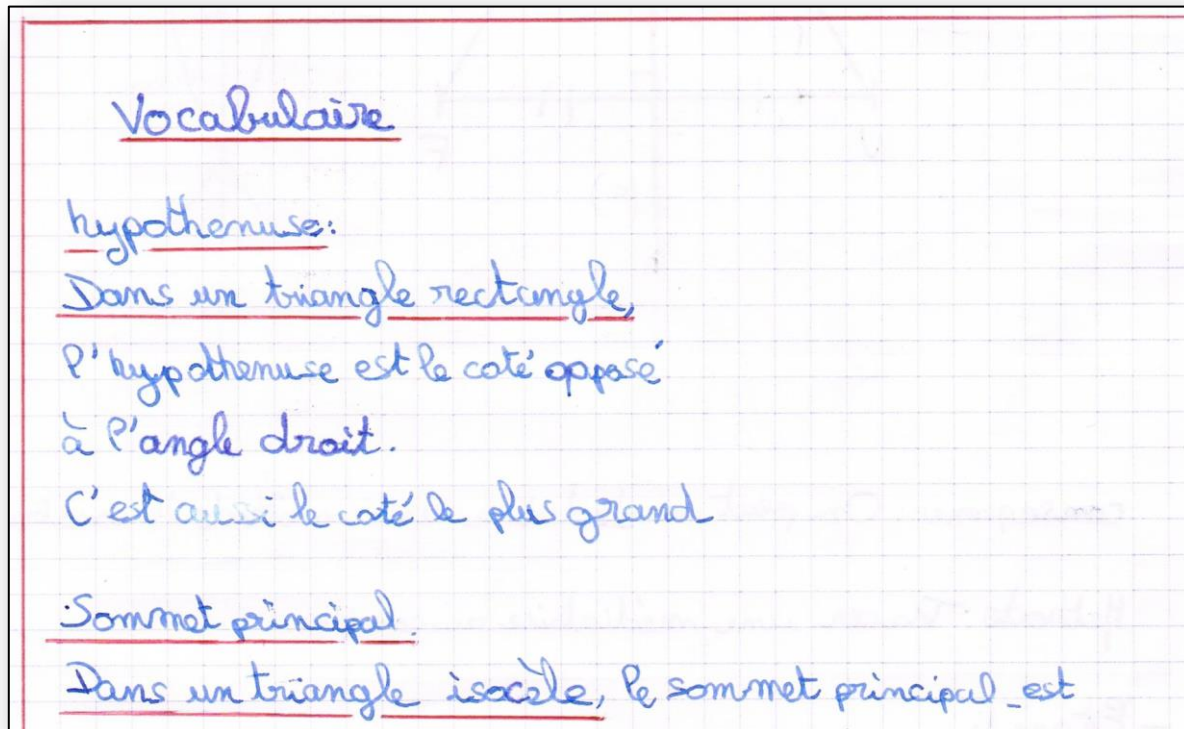 Vocabulaire
hypothenuse:
Dans un triangle rectangle,
l'hypothenuse est le coté opposé
à l'angle droit.
C'est aussi le coté le plus grand
Sommet principal.
Dans un triangle isocèle, le sommet principal est